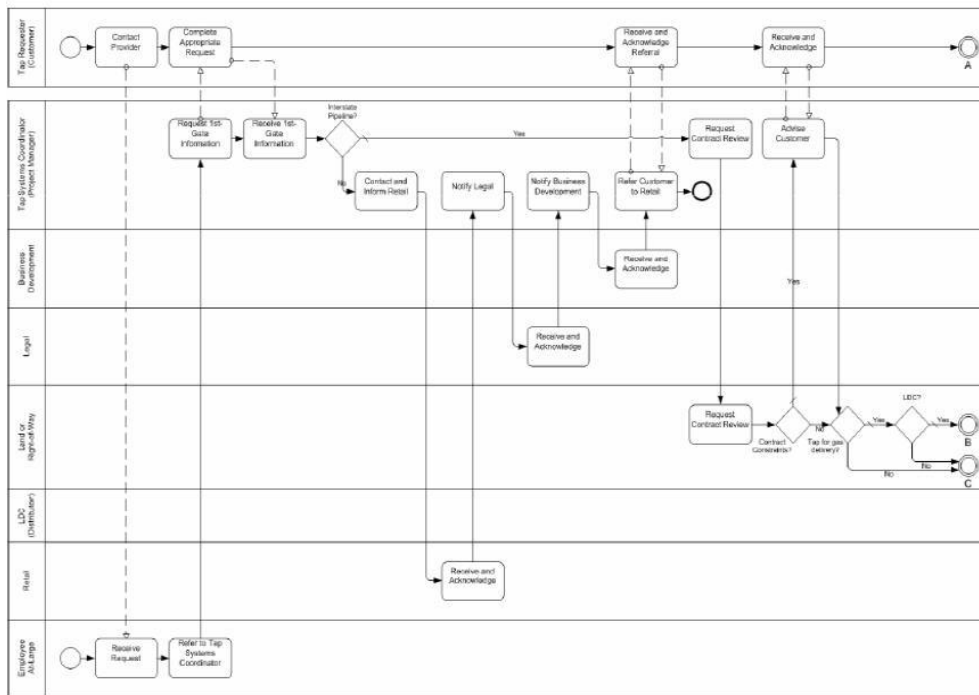 Tap Requester
(Customer)
Contact
Provider
Complete
Appropriate
Request
Receive and
Acknowledge
Referral
Receive and
Acknowledge
A
Tap Systems Coordinator
(Project Manager)
Request 1st-
Gate
Information
Receive 1st-
Gate
Information
Interstate
Pipeline?
Yes
No
Request
Contract Review
Advise
Customer
Contact and
Inform Retail
Notify Legal
Notify Business
Development
Refer Customer
to Retail
Business
Development
Receive and
Acknowledge
Yes
Legal
Receive and
Acknowledge
Land or
Right-of-Way
Request
Contract Review
Contract
Constraints?
No
Tap for gas
delivery?
Yes
LDC?
Yes
B
No
No
C
LDC
(Distributor)
Retail
Receive and
Acknowledge
Employee
At-Large
Receive
Request
Refer to Tap
Systems
Coordinator